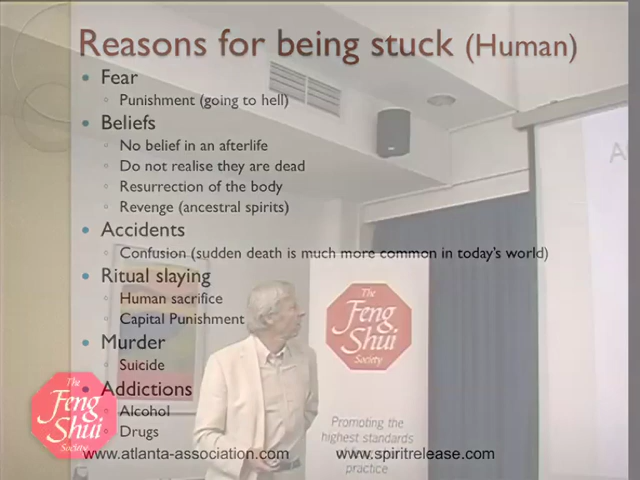 Reasons for being stuck (Human)
Fear
Punishment (going to hell)
Beliefs
No belief in an afterlife
Do not realise they are dead
Resurrection of the body
Revenge (ancestral spirits)
Accidents
Confusion (sudden death is much more common in today's world)
Ritual slaying
Human sacrifice
Capital Punishment
Murder
Suicide
Addictions
Alcohol
Drugs
www.atlanta-association.com www.spiritrelease.com
The
Feng
Shui
Society
The
Feng
Shui
Society
Promoting the
highest standards
practice